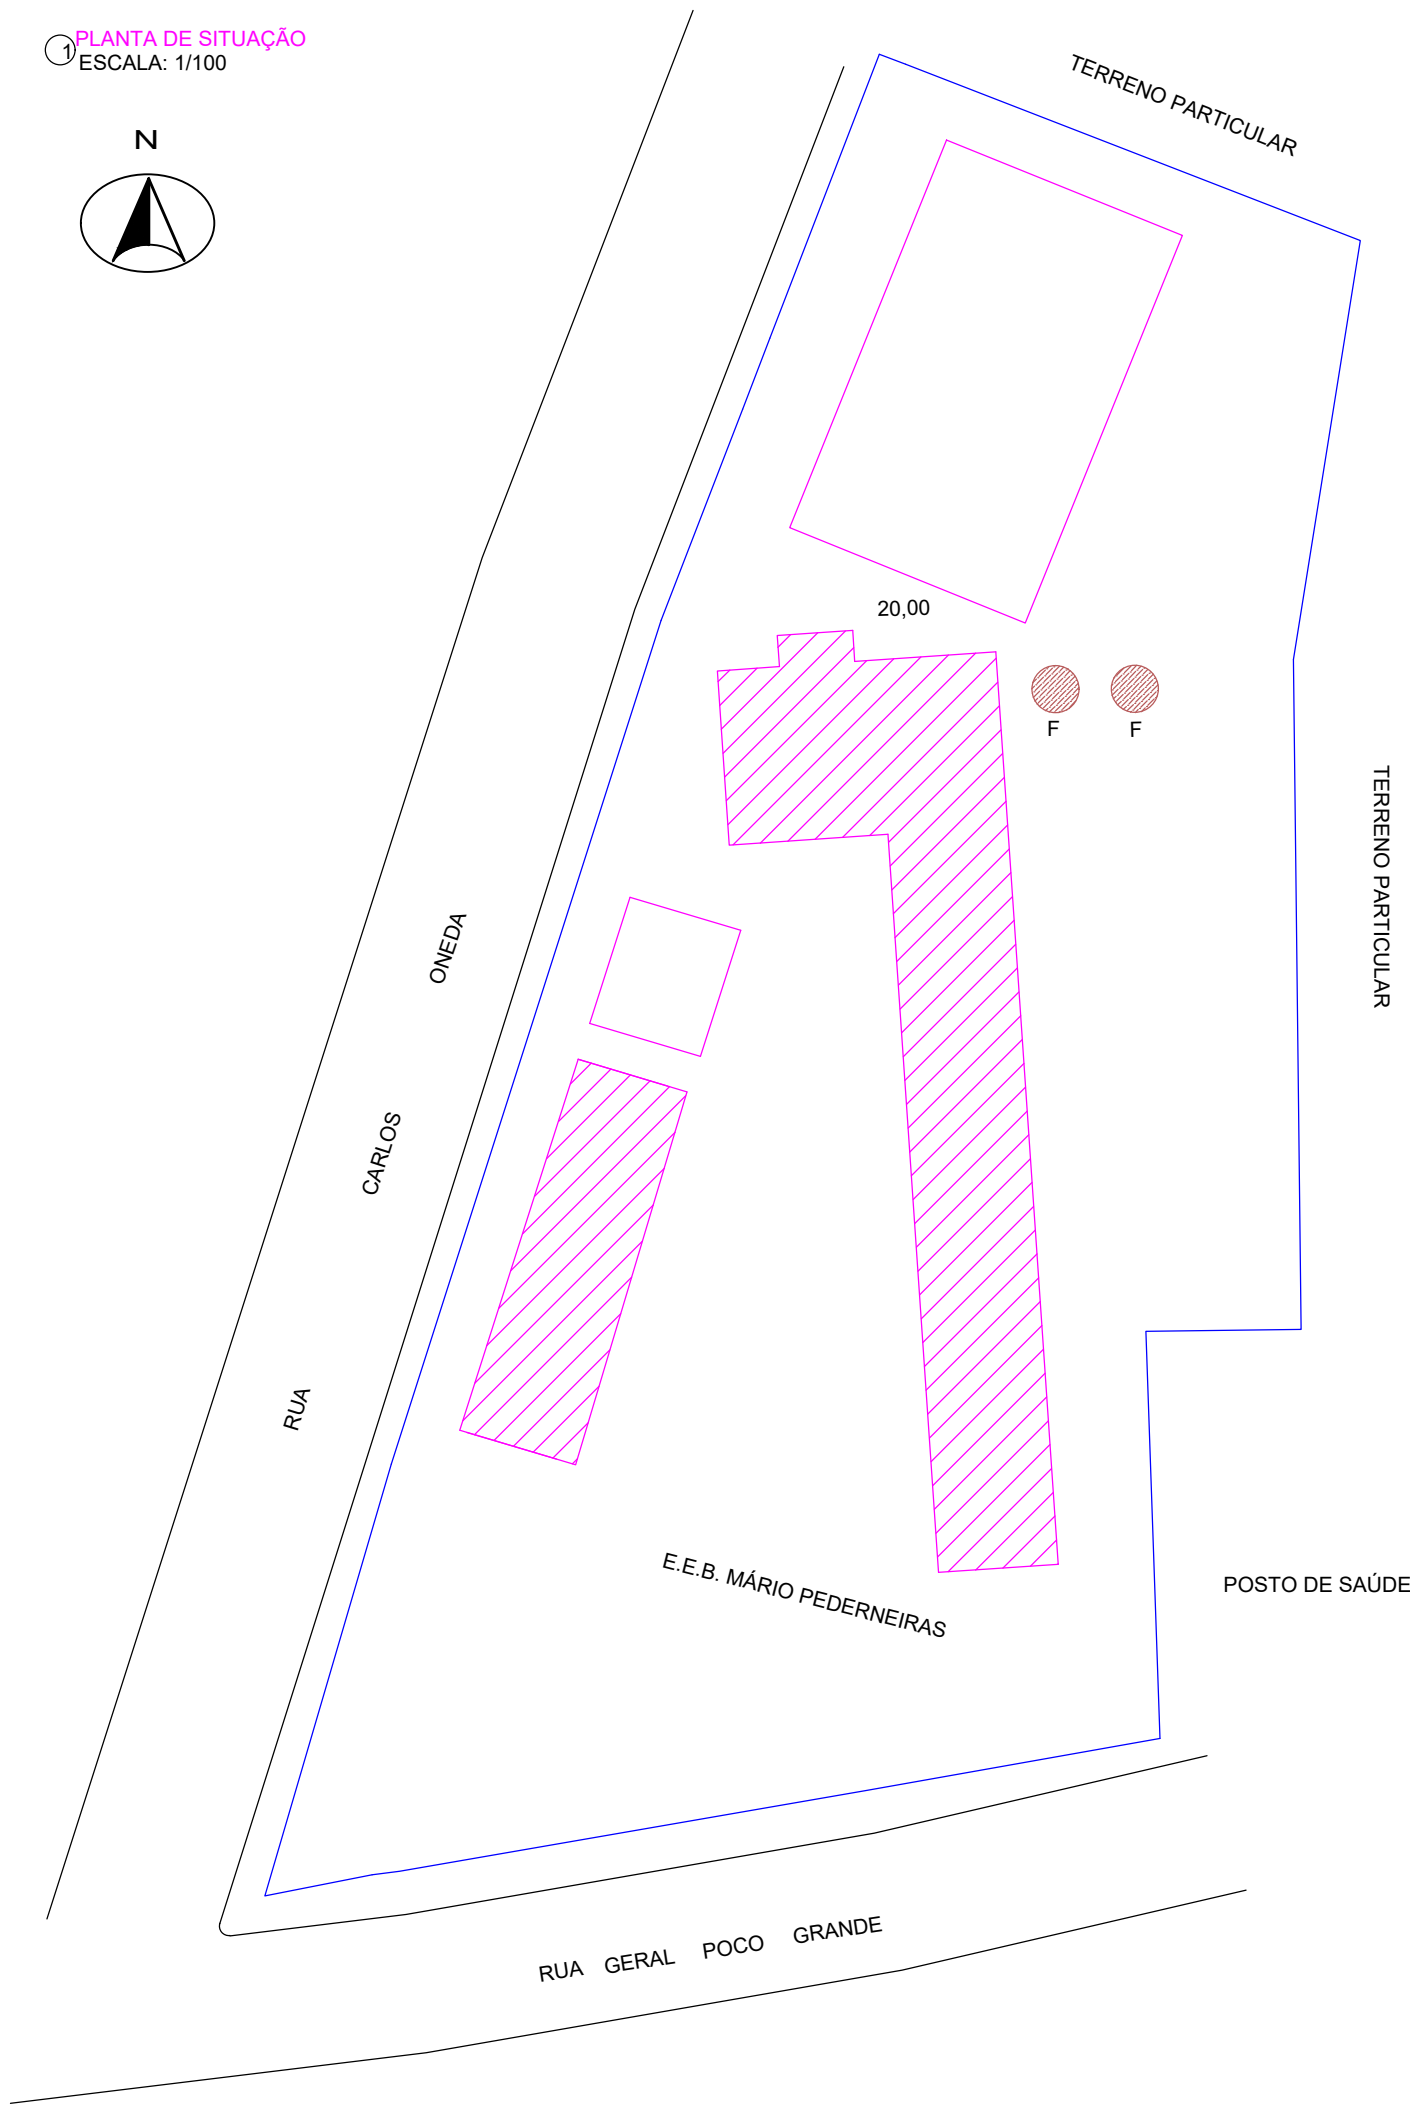 1
PLANTA DE SITUAÇÃO
ESCALA: 1/100
N
TERRENO PARTICULAR
20,00
F
F
TERRENO PARTICULAR
RUA CARLOS ONEDA
E.E.B. MÁRIO PEDERNEIRAS
POSTO DE SAÚDE
RUA GERAL POCO GRANDE